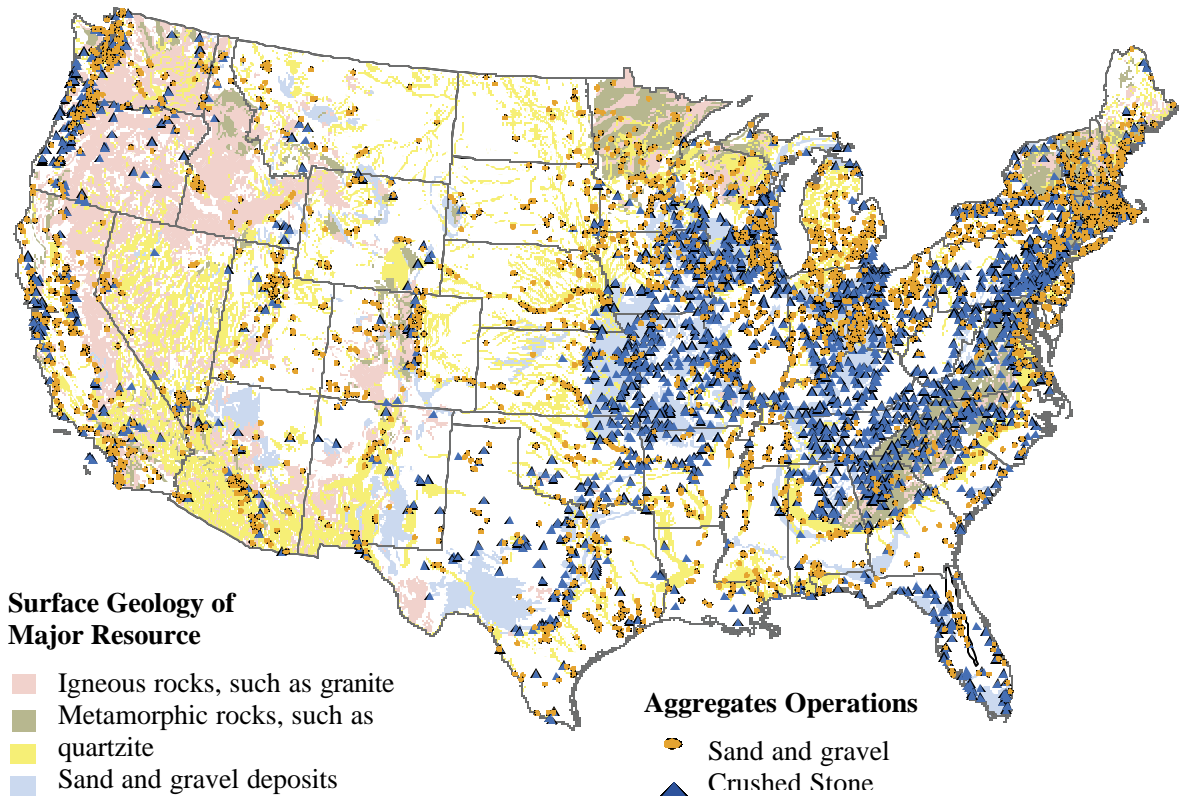 Surface Geology of
Major Resource
Igneous rocks, such as granite
Metamorphic rocks, such as
quartzite
Sand and gravel deposits
Aggregates Operations
Sand and gravel
Crushed Stone